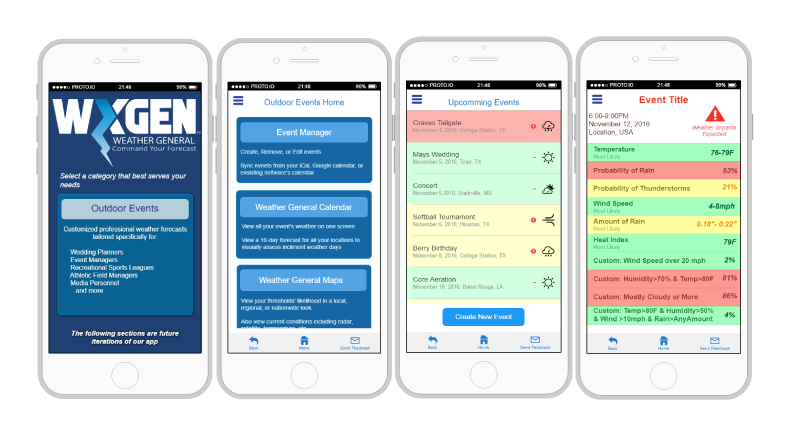 ●●●●○ PROTO.IO 21:48 90%
WXGEN
WEATHER GENERAL
Command Your Forecast
Select a category that best serves your
needs
Outdoor Events
Customized professional weather forecasts
tailored specifically for:
Wedding Planners
Event Managers
Recreational Sports Leagues
Athletic Field Managers
Media Personnel
...and more
The following sections are future
iterations of our app
●●●●○ PROTO.IO 21:48 90%
Outdoor Events Home
Event Manager
Create, Remove, or Edit events
Sync evnets from your iCal, Google calendar, or
exsisting software's calendar
Weather General Calendar
View all your event's weather on one screen
View a 10-day forecast for all your locations to
visually assess inclment weather days
Weather General Maps
View your thresholds' likelihood in a local,
regional, or nationwide look.
Also view current conditions including radar,
satellite, temperature, etc.
Back Home Send Feedback
●●●●○ PROTO.IO 21:48 90%
Upcomming Events
Graves Tailgate
November 4, 2016; College Station, TX
Mays Wedding
November 5, 2016; Tyler, TX
Concert
November 5 2016; Starkville, MS
Softball Tournament
November 6, 2016; Houston, TX
Berry Birthday
November 8, 2016; College Station, TX
Core Aeration
November 10, 2016; Baton Rouge, LA
Create New Event
Back Home Send Feedback
●●●●○ PROTO.IO 21:48 90%
Event Title
6:00-9:00PM
November 12, 2016
Location, USA
Weather Impacts
Expected
Temperature 76-79F
Most Likely
Probability of Rain 63%
Probability of Thunderstorms 21%
Wind Speed 4-8mph
Most Likely
Amount of Rain 0.18"- 0.22"
Most Likely
Heat Index 79F
Most Likely
Custom: Wind Speed over 20 mph 2%
Custom: Humidity>70% & Temp>80F 81%
Custom: Mostly Cloudy or More 86%
Custom: Temp>80F & Humidity>50%
& Wind >10mph & Rain>AnyAmount 4%
Back Home Send Feedback